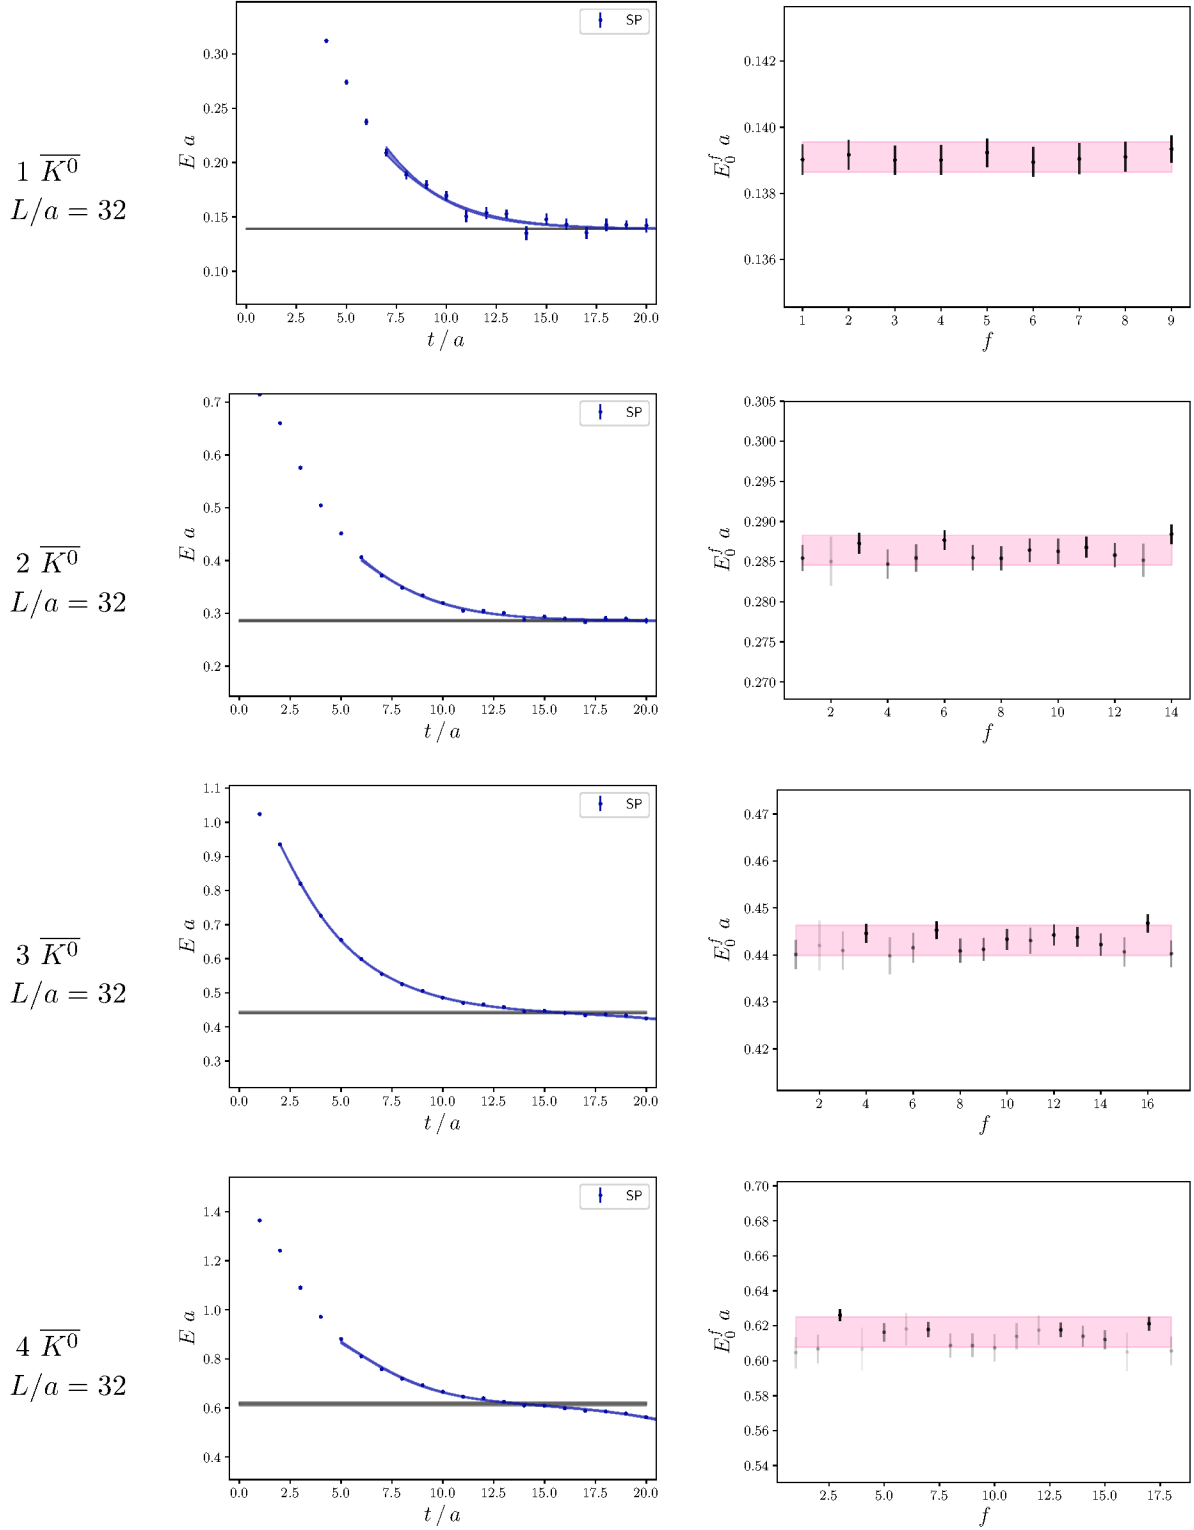 1 $\overline{K^0}$
L/a = 32
SP
E a
0.30
0.25
0.20
0.15
0.10
0.0 2.5 5.0 7.5 10.0 12.5 15.0 17.5 20.0
t / a
E_0^f a
0.142
0.140
0.138
0.136
1 2 3 4 5 6 7 8 9
f
2 $\overline{K^0}$
L/a = 32
SP
E a
0.7
0.6
0.5
0.4
0.3
0.2
0.0 2.5 5.0 7.5 10.0 12.5 15.0 17.5 20.0
t / a
E_0^f a
0.305
0.300
0.295
0.290
0.285
0.280
0.275
0.270
2 4 6 8 10 12 14
f
3 $\overline{K^0}$
L/a = 32
SP
E a
1.1
1.0
0.9
0.8
0.7
0.6
0.5
0.4
0.3
0.0 2.5 5.0 7.5 10.0 12.5 15.0 17.5 20.0
t / a
E_0^f a
0.47
0.46
0.45
0.44
0.43
0.42
2 4 6 8 10 12 14 16
f
4 $\overline{K^0}$
L/a = 32
SP
E a
1.4
1.2
1.0
0.8
0.6
0.4
0.0 2.5 5.0 7.5 10.0 12.5 15.0 17.5 20.0
t / a
E_0^f a
0.70
0.68
0.66
0.64
0.62
0.60
0.58
0.56
0.54
2.5 5.0 7.5 10.0 12.5 15.0 17.5
f